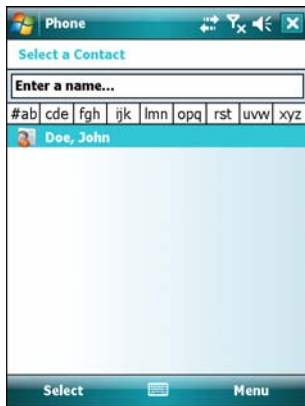 Phone
Select a Contact
Enter a name...
#ab cde fgh ijk lmn opq rst uvw xyz
Doe, John
Select Menu